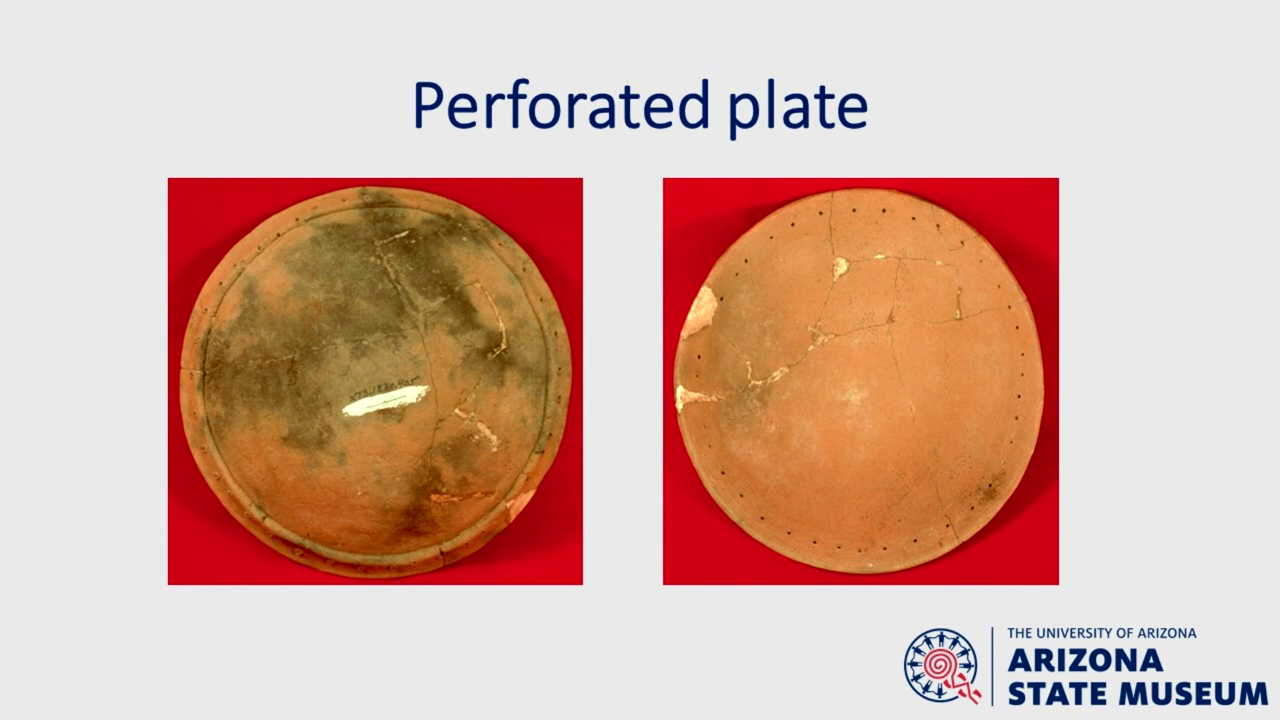 Perforated plate
THE UNIVERSITY OF ARIZONA
ARIZONA
STATE MUSEUM